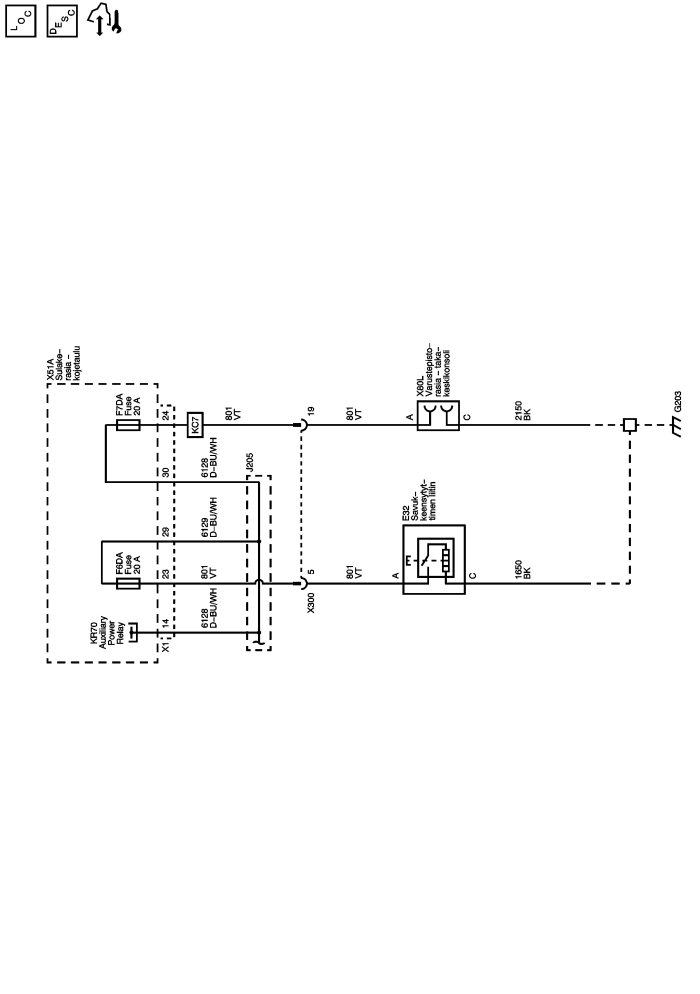 LOC
DESC
X51A
Sulake–
rasia –
kojetaulu
F7DA
Fuse
20 A
24
KC7
801
VT
19
801
VT
X80L
Varustepisto–
rasia – taka–
keskikonsoli
A
C
2150
BK
G203
30
6128
D–BU/WH
J205
29
6129
D–BU/WH
F6DA
Fuse
20 A
23
801
VT
5
X300
801
VT
E32
Savuk–
keensytyt–
timen liitin
A
C
1650
BK
KR70
Auxiliary
Power
Relay
14
X1
6128
D–BU/WH